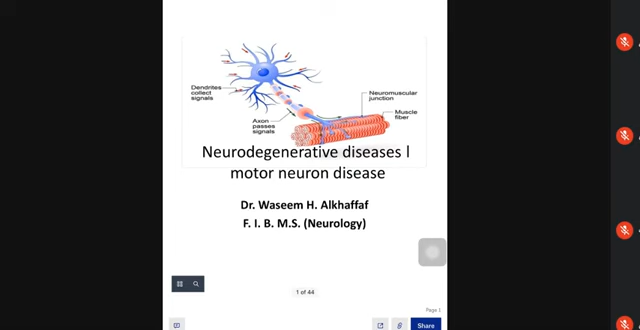 Dendrites
collect
signals
Axon
passes
signals
Neuromuscular
junction
Muscle
fiber
Neurodegenerative diseases l
motor neuron disease
Dr. Waseem H. Alkhaffaf
F. I. B. M.S. (Neurology)
1 of 44
Page 1
Share